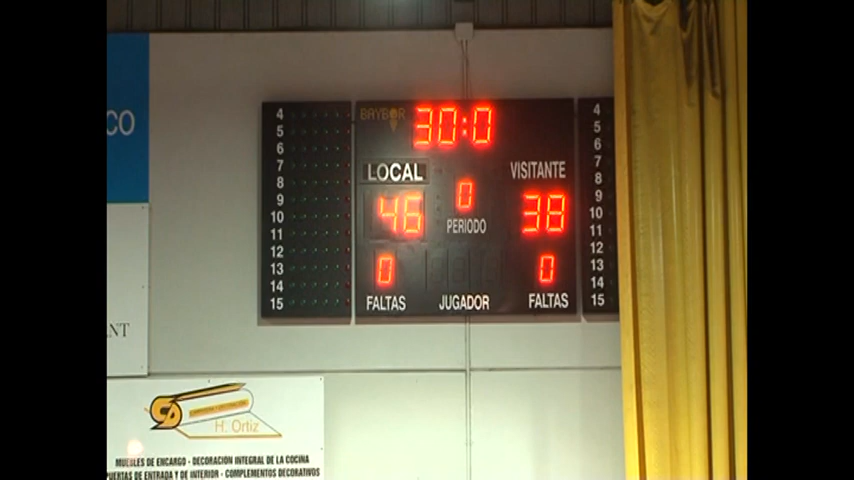 CO
BAYBOR
30:0
LOCAL
VISITANTE
46
0
38
PERIODO
0
0
FALTAS
JUGADOR
FALTAS
4
5
6
7
8
9
10
11
12
13
14
15
4
5
6
7
8
9
10
11
12
13
14
15
NT
H. Ortiz
MUEBLES DE ENCARGO - DECORACION INTEGRAL DE LA COCINA
PUERTAS DE ENTRADA Y DE INTERIOR - COMPLEMENTOS DECORATIVOS